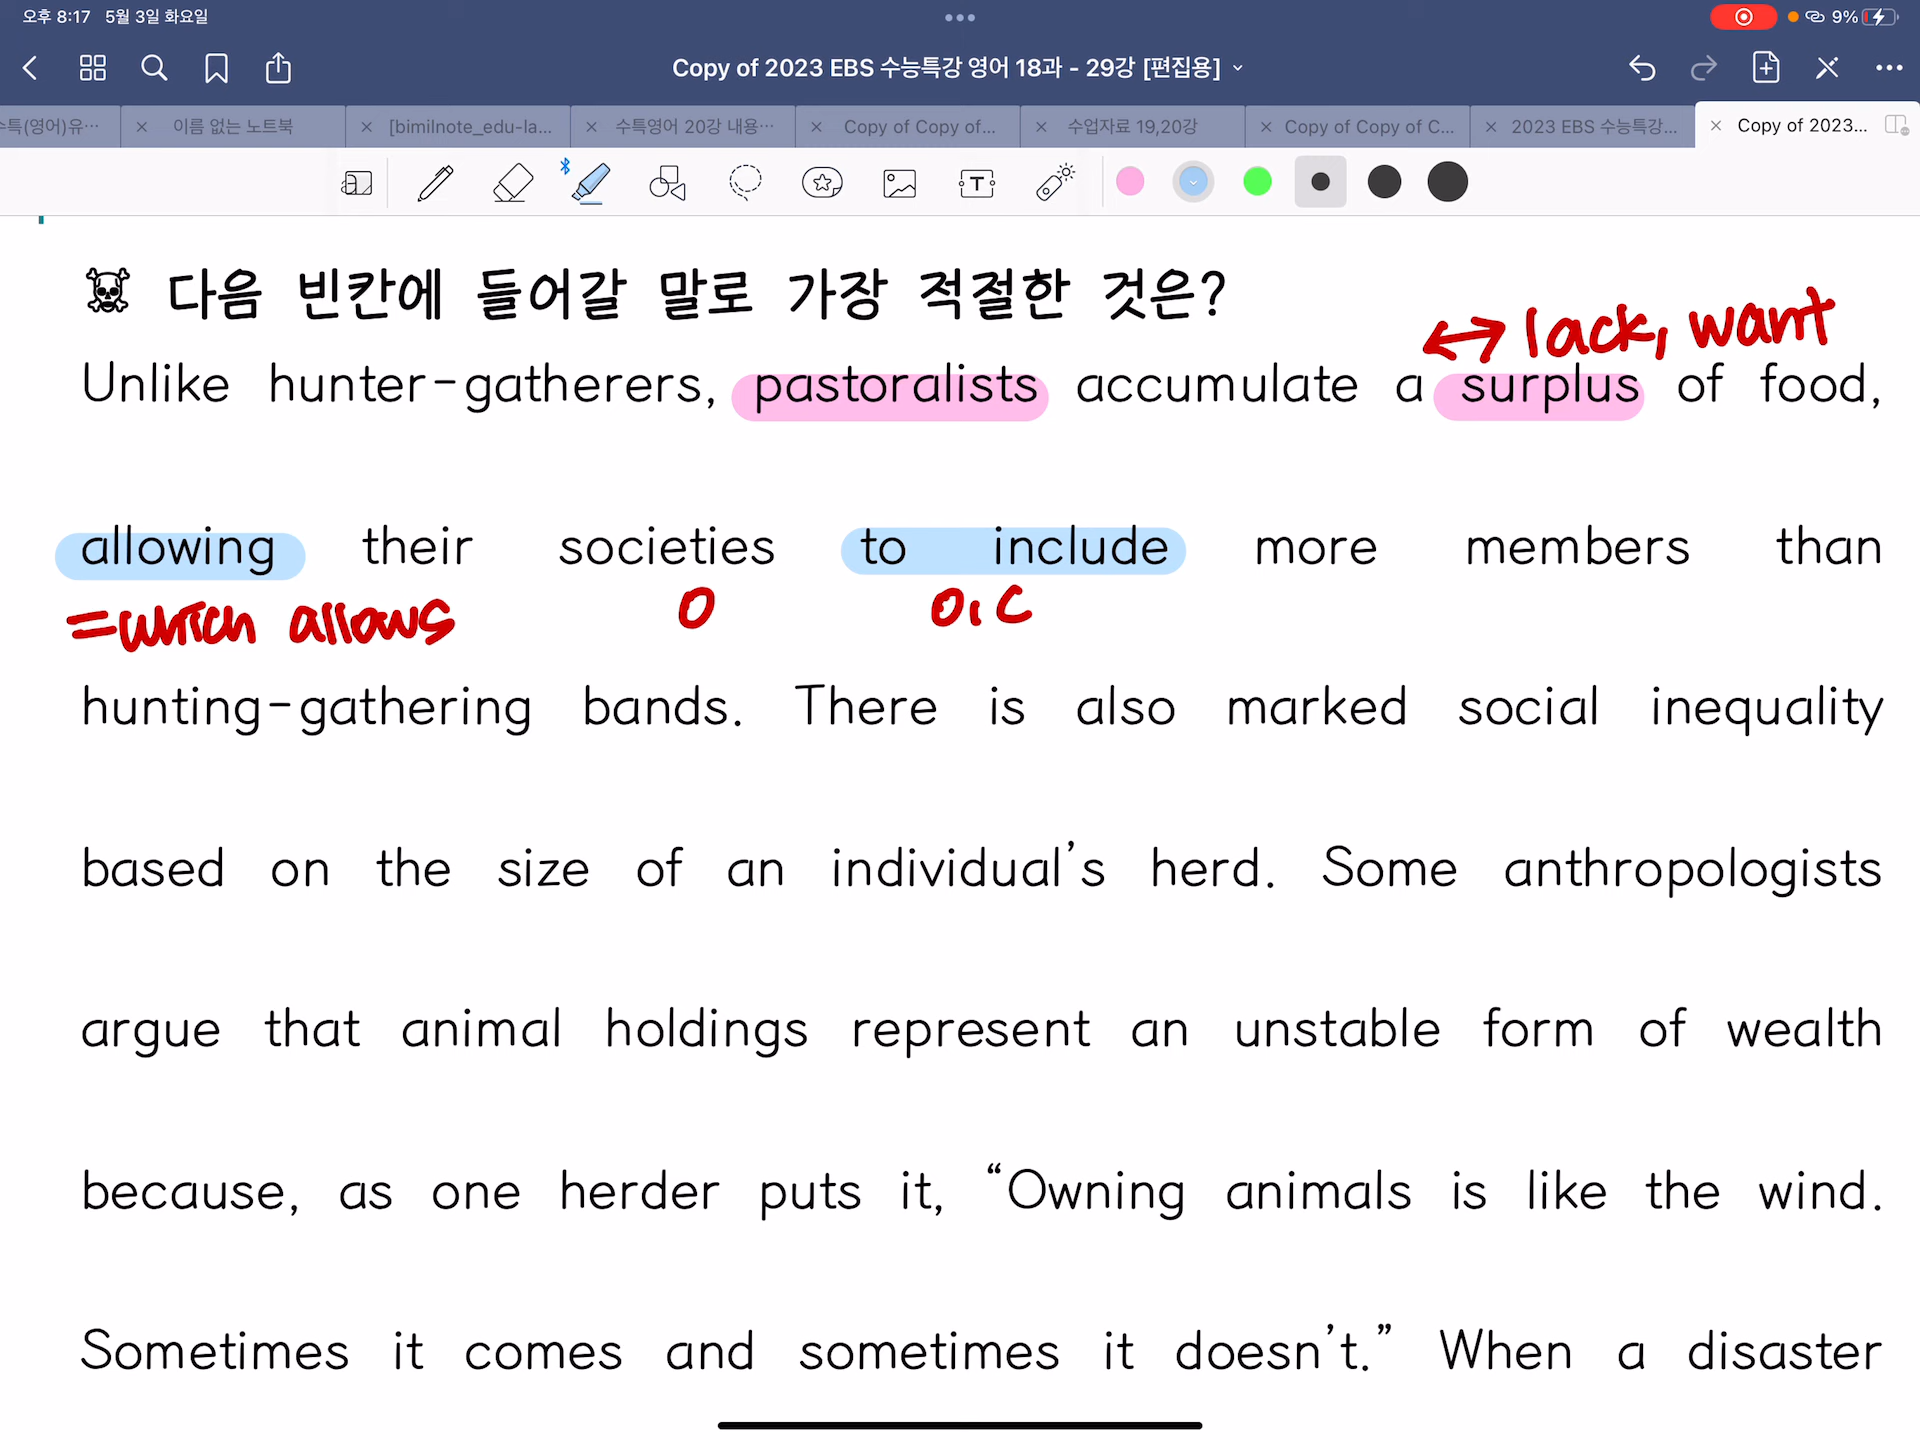 오후 8:17 5월 3일 화요일
9%
Copy of 2023 EBS 수능특강 영어 18과 - 29강 [편집용]
수특(영어)유… 이름 없는 노트북 [bimilnote_edu-la... 수특영어 20강 내용… Copy of Copy of... 수업자료 19,20강 Copy of Copy of C... 2023 EBS 수능특강... Copy of 2023...
다음 빈칸에 들어갈 말로 가장 적절한 것은?
↔ lack, want
Unlike hunter-gatherers, pastoralists accumulate a surplus of food,
allowing their societies to include more members than
=which allows O O.C
hunting-gathering bands. There is also marked social inequality
based on the size of an individual's herd. Some anthropologists
argue that animal holdings represent an unstable form of wealth
because, as one herder puts it, “Owning animals is like the wind.
Sometimes it comes and sometimes it doesn't.” When a disaster